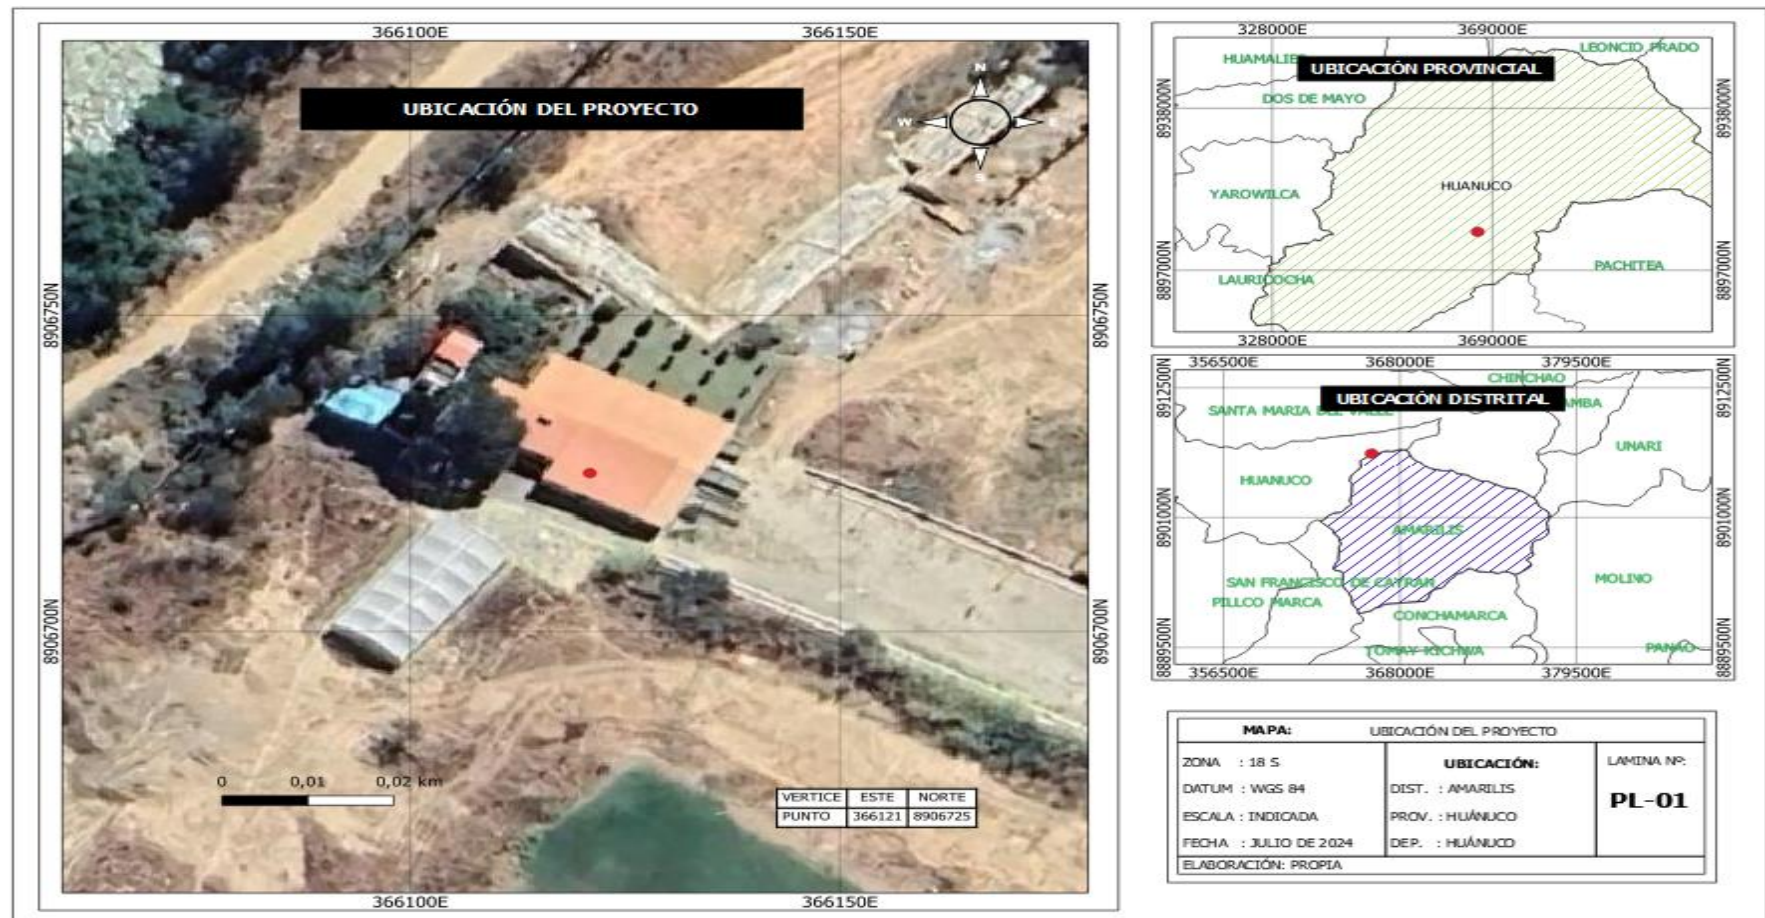 366100E 366150E
UBICACIÓN DEL PROYECTO
N
W E
S
8906750N 8906750N
8906700N 8906700N
0 0,01 0,02 km
VERTICE ESTE NORTE
PUNTO 366121 8906725
366100E 366150E
328000E 369000E
LEONCIO PRADO
UBICACIÓN PROVINCIAL
DOS DE MAYO
8938000N 8938000N
YAROWILCA
HUANUCO
8897000N 8897000N
PACHITEA
LAURICOCHA
328000E 369000E
356500E 368000E 379500E
CHINCHAO
8912500N 8912500N
UBICACIÓN DISTRITAL
SANTA MARIA DEL VALLE
UNARI
HUANUCO
8901000N 8901000N
AMARILIS
SAN FRANCISCO DE CAYRAN
MOLINO
PILLCO MARCA
CONCHAMARCA
TOMAY KICHWA
PANAO
8889500N 8889500N
356500E 368000E 379500E
MAPA: UBICACIÓN DEL PROYECTO
ZONA : 18 S
DATUM : WGS 84
ESCALA : INDICADA
FECHA : JULIO DE 2024
UBICACIÓN:
DIST. : AMARILIS
PROV. : HUÁNUCO
DEP. : HUÁNUCO
LAMINA Nº:
PL-01
ELABORACIÓN: PROPIA